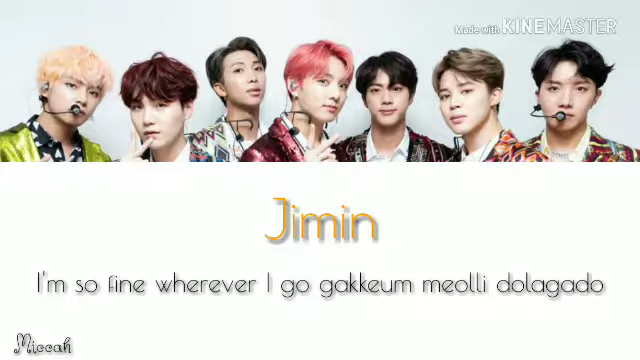 Made with KINEMASTER
Jimin
I'm so fine wherever I go gakkeum meolli dolagado
Miccah